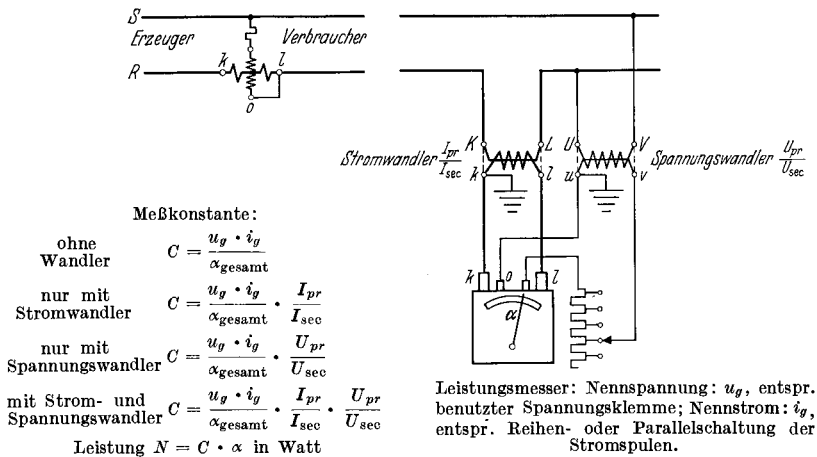 S
Erzeuger Verbraucher
k l
R
o
K L U V
Stromwandler I_pr/I_sec
Spannungswandler U_pr/U_sec
k l u v
Meßkonstante:
ohne
Wandler C = u_g • i_g / α_gesamt
nur mit
Stromwandler C = u_g • i_g / α_gesamt • I_pr / I_sec
nur mit
Spannungswandler C = u_g • i_g / α_gesamt • U_pr / U_sec
mit Strom- und
Spannungswandler C = u_g • i_g / α_gesamt • I_pr / I_sec • U_pr / U_sec
Leistung N = C • α in Watt
k o l
α
Leistungsmesser: Nennspannung: u_g, entspr.
benutzter Spannungsklemme; Nennstrom: i_g,
entspr. Reihen- oder Parallelschaltung der
Stromspulen.